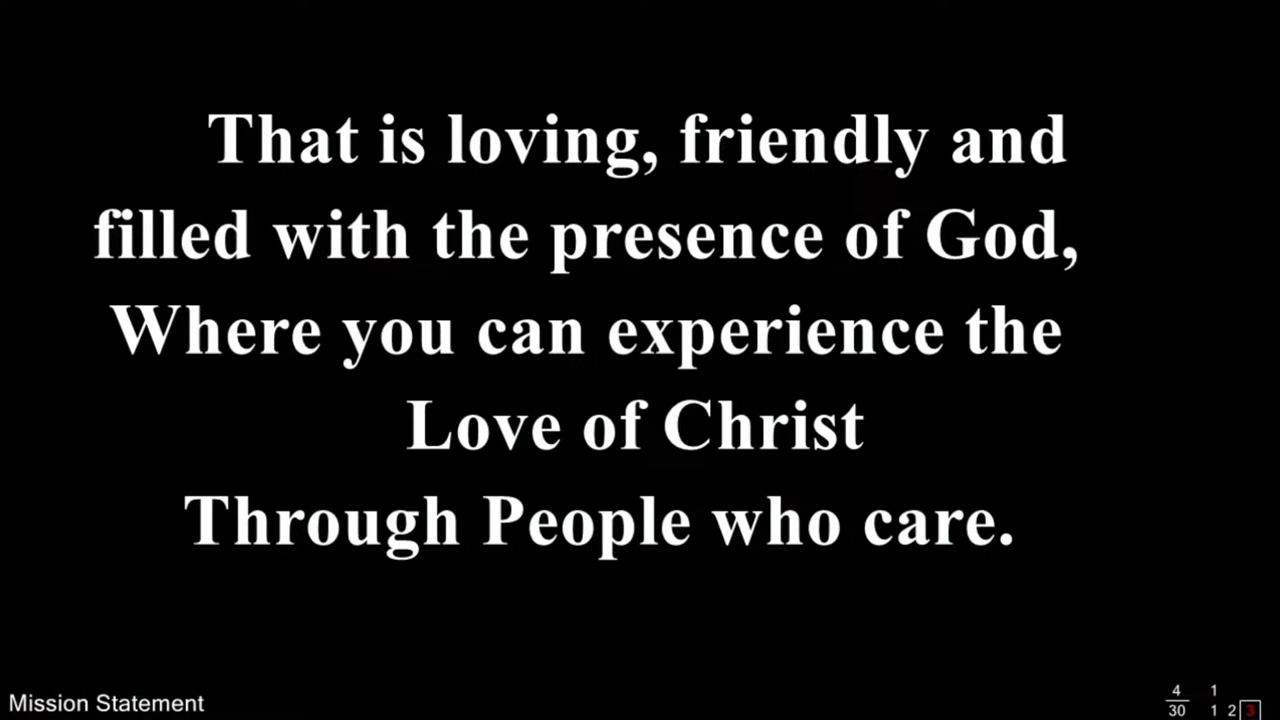 That is loving, friendly and
filled with the presence of God,
Where you can experience the
Love of Christ
Through People who care.
Mission Statement
4 1
30 1 2 3